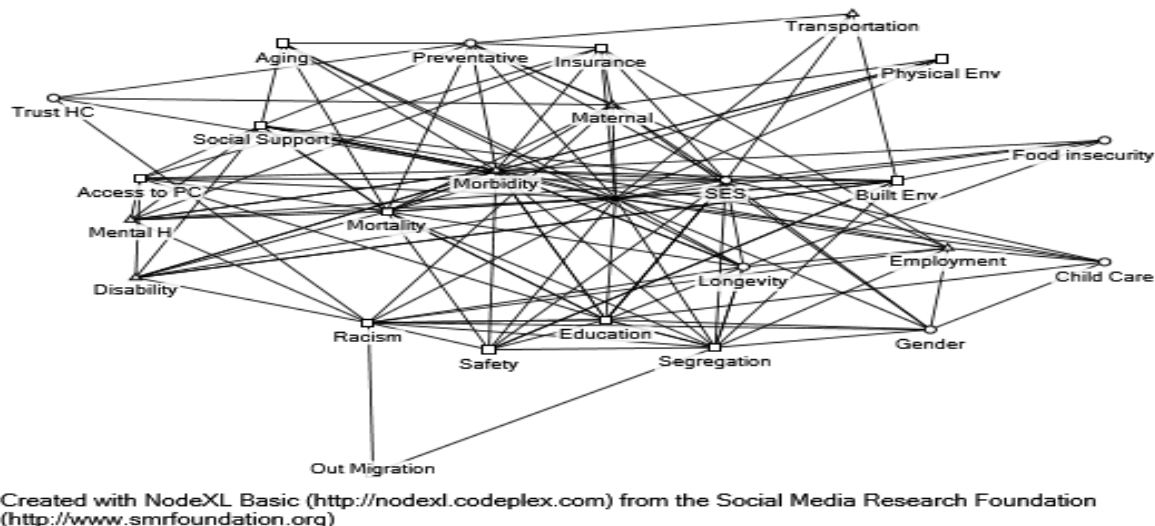 Transportation
Aging
Preventative
Insurance
Physical Env
Trust HC
Maternal
Social Support
Food insecurity
Morbidity
Access to PC
SES
Built Env
Mortality
Mental H
Employment
Child Care
Longevity
Disability
Racism
Education
Gender
Safety
Segregation
Out Migration
Created with NodeXL Basic (http://nodexl.codeplex.com) from the Social Media Research Foundation
(http://www.smrfoundation.org)